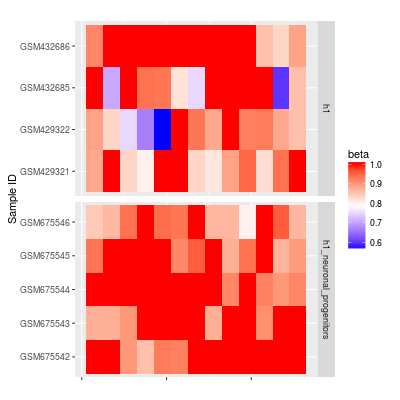 Sample ID
GSM432686
GSM432685
GSM429322
GSM429321
h1
GSM675546
GSM675545
GSM675544
GSM675543
GSM675542
h1_neuronal_progenitors
beta
1.0
0.9
0.8
0.7
0.6